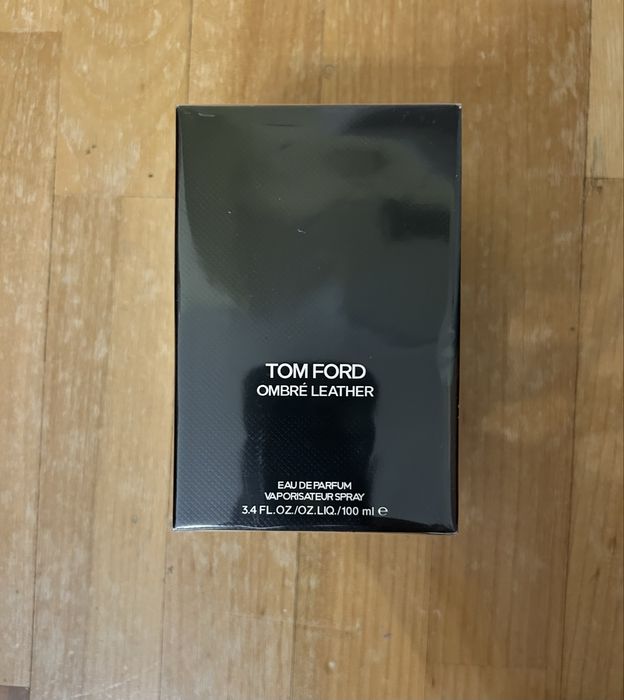 TOM FORD
OMBRÉ LEATHER
EAU DE PARFUM
VAPORISATEUR SPRAY
3.4 FL.OZ./OZ.LIQ./100 ml ℮